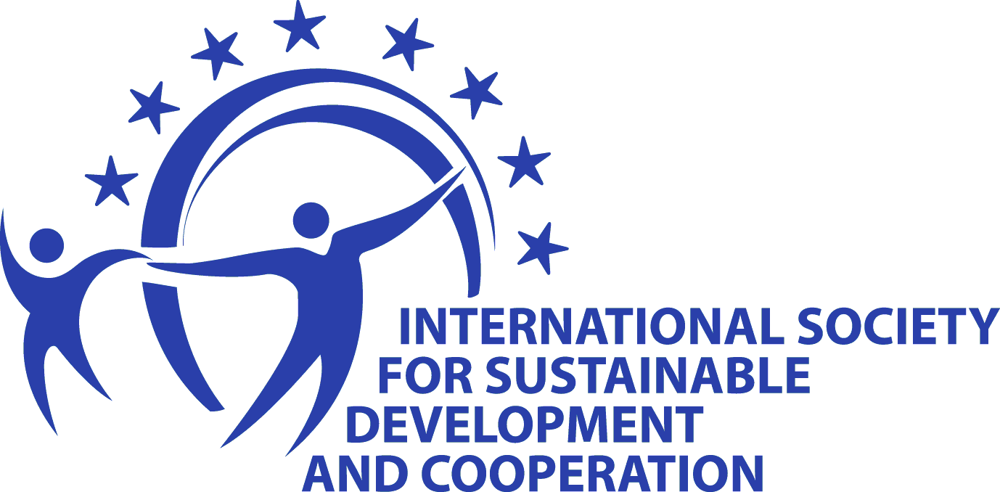 INTERNATIONAL SOCIETY
FOR SUSTAINABLE
DEVELOPMENT
AND COOPERATION